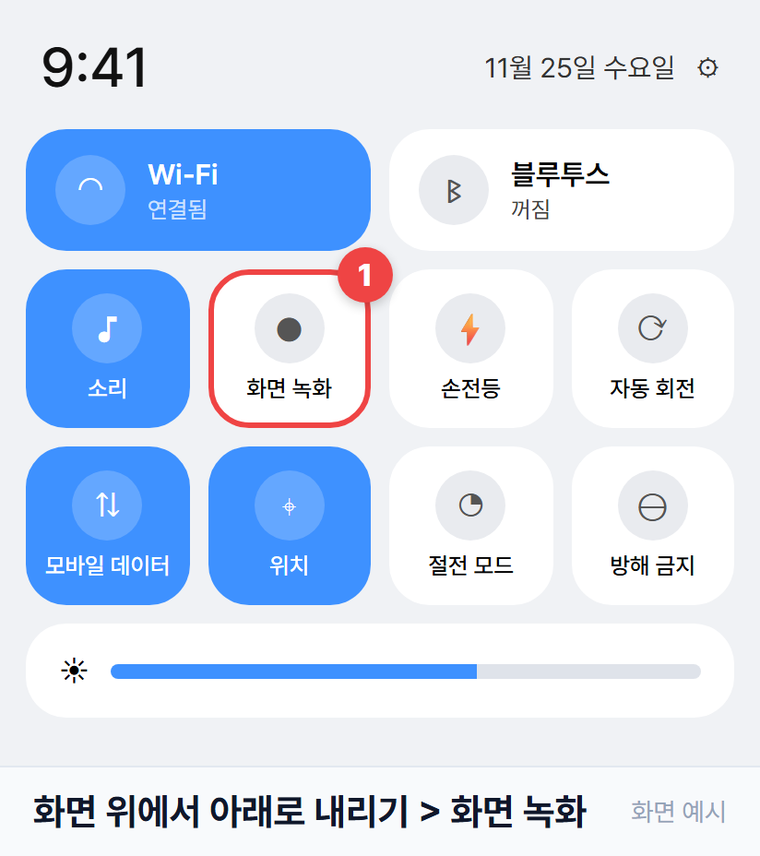 9:41
11월 25일 수요일
Wi-Fi
연결됨
블루투스
꺼짐
1
소리
화면 녹화
손전등
자동 회전
모바일 데이터
위치
절전 모드
방해 금지
화면 위에서 아래로 내리기 > 화면 녹화
화면 예시